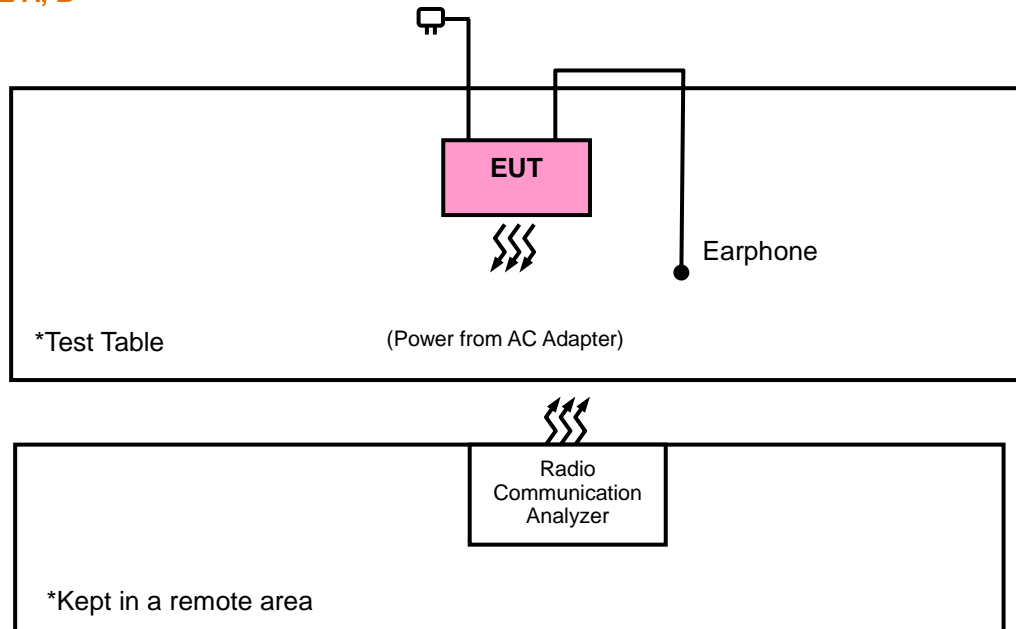 A, B
EUT
Earphone
*Test Table
(Power from AC Adapter)
Radio
Communication
Analyzer
*Kept in a remote area